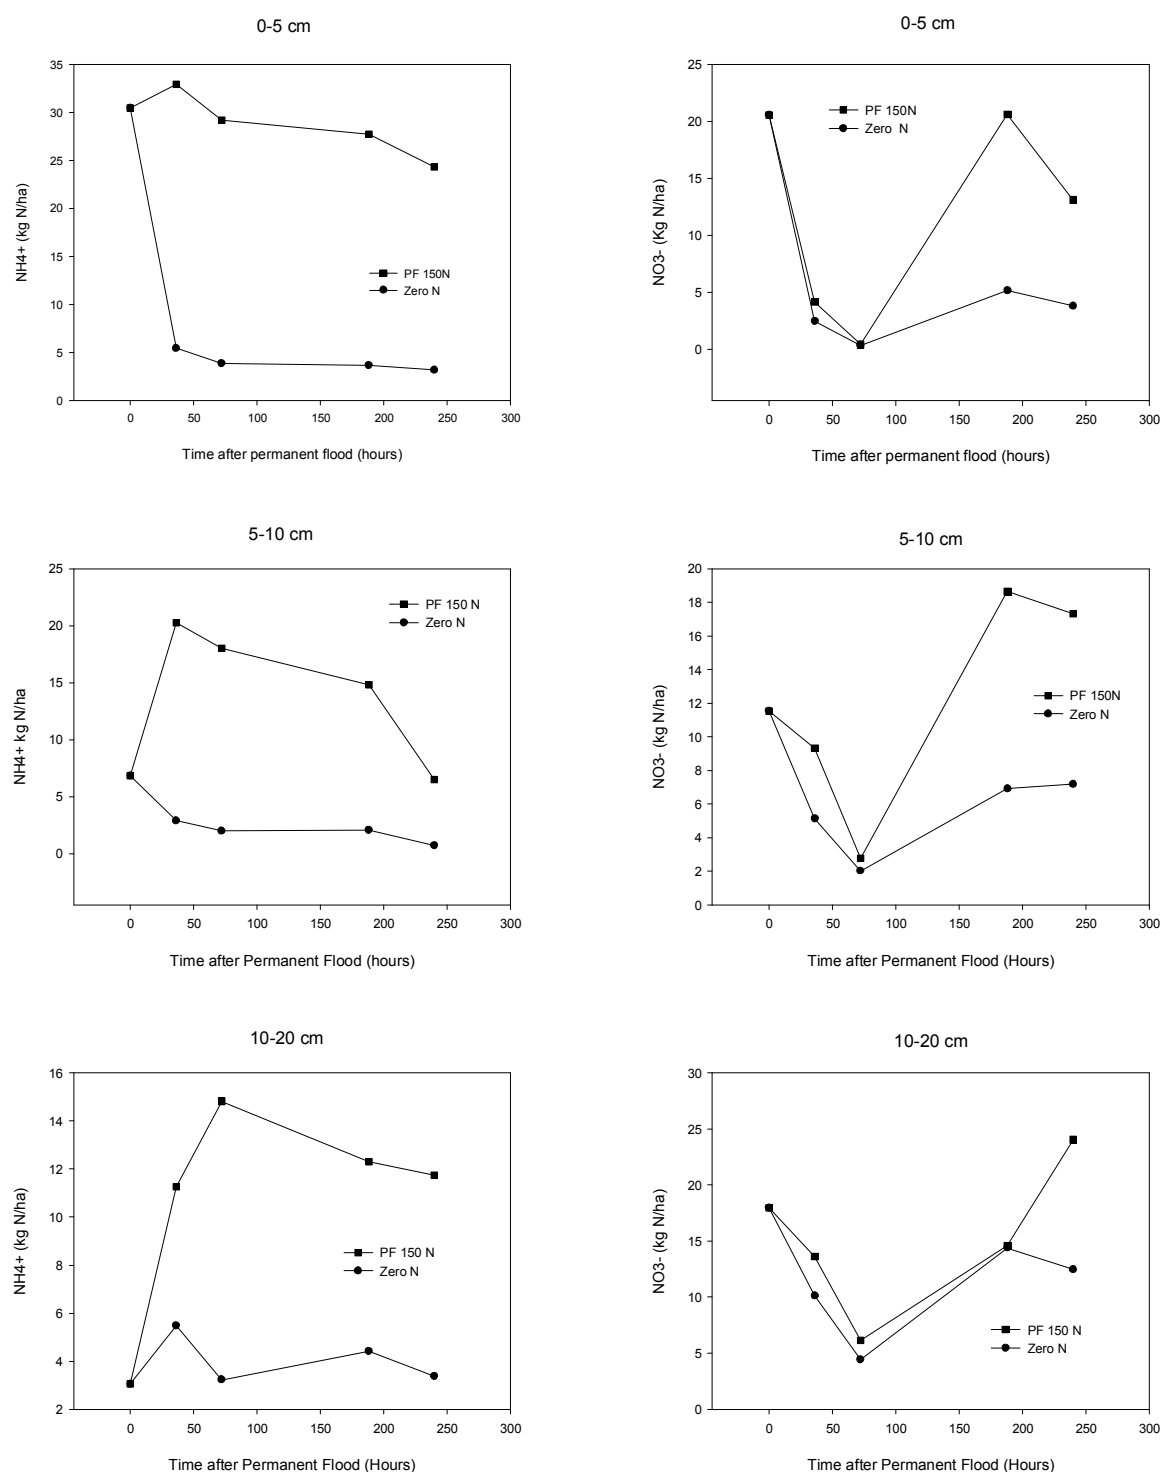 0-5 cm
35
30
25
20
15
10
5
0
NH4+ (kg N/ha)
PF 150N
Zero N
0 50 100 150 200 250 300
Time after permanent flood (hours)
0-5 cm
25
20
15
10
5
0
NO3- (Kg N/ha)
PF 150N
Zero N
0 50 100 150 200 250 300
Time after permanent flood (hours)
5-10 cm
25
20
15
10
5
0
NH4+ kg N/ha
PF 150 N
Zero N
0 50 100 150 200 250 300
Time after Permanent Flood (hours)
5-10 cm
20
18
16
14
12
10
8
6
4
2
0
NO3- (kg N/ha)
PF 150N
Zero N
0 50 100 150 200 250 300
Time after Permanent Flood (Hours)
10-20 cm
16
14
12
10
8
6
4
2
NH4+ (kg N/ha)
PF 150 N
Zero N
0 50 100 150 200 250 300
Time after Permanent Flood (Hours)
10-20 cm
30
25
20
15
10
5
0
NO3- (kg N/ha)
PF 150 N
Zero N
0 50 100 150 200 250 300
Time after Permanent Flood (Hours)